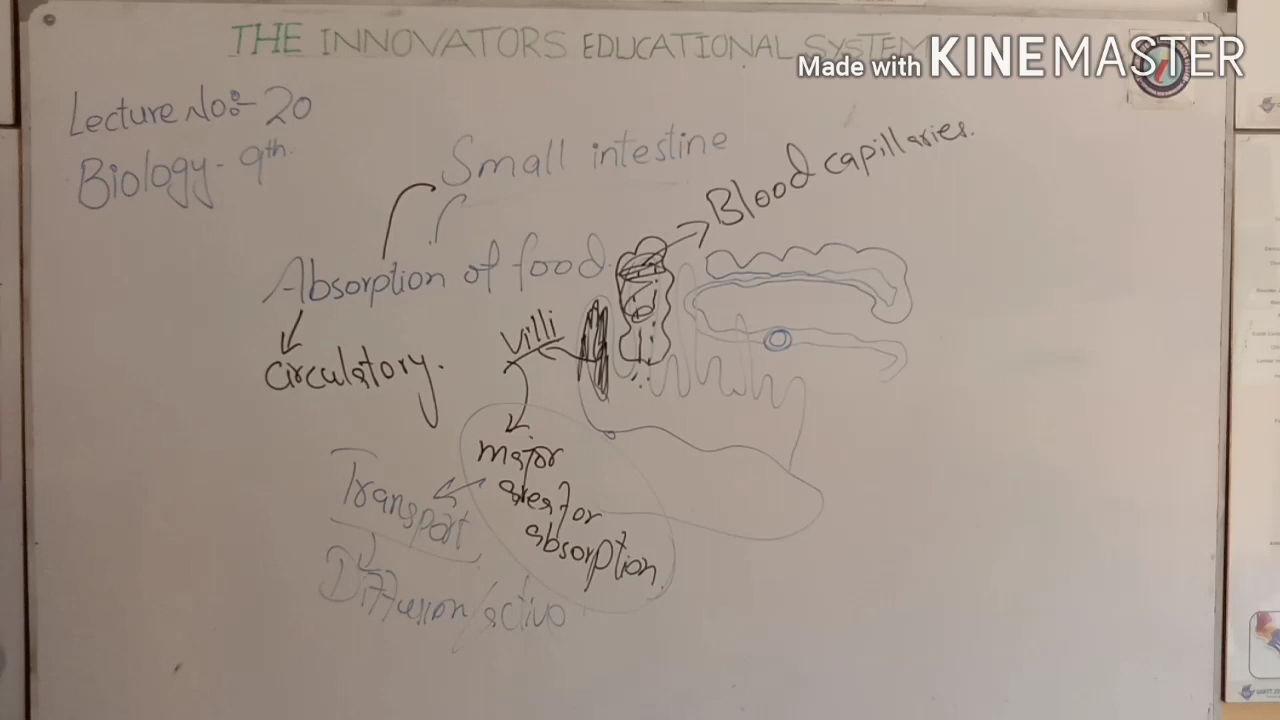 THE INNOVATORS EDUCATIONAL SYSTEM
Made with KINEMASTER
Lecture No:- 20
Biology - 9th.
Small intestine
Blood capillaries.
Absorption of food
Villi
Circulatory.
major
area for
absorption.
Transport
Diffusion/active